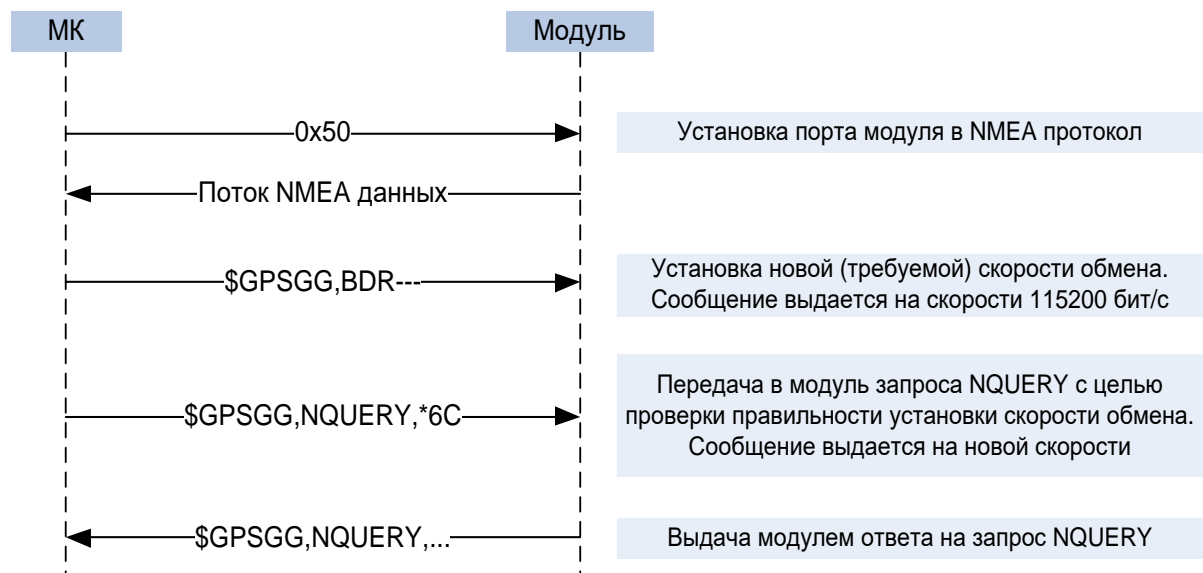 МК
Модуль
0x50
Установка порта модуля в NMEA протокол
Поток NMEA данных
$GPSGG,BDR---
Установка новой (требуемой) скорости обмена.
Сообщение выдается на скорости 115200 бит/с
$GPSGG,NQUERY,*6C
Передача в модуль запроса NQUERY с целью
проверки правильности установки скорости обмена.
Сообщение выдается на новой скорости
$GPSGG,NQUERY,...
Выдача модулем ответа на запрос NQUERY